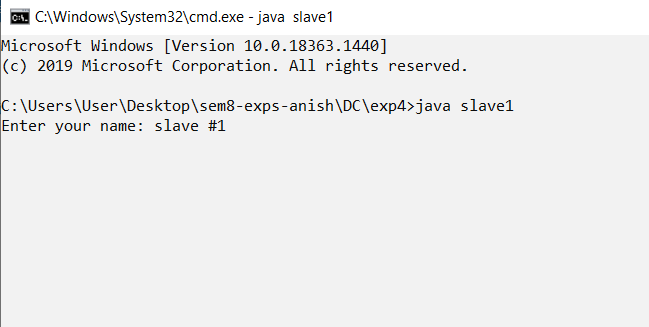 C:\Windows\System32\cmd.exe - java  slave1
Microsoft Windows [Version 10.0.18363.1440]
(c) 2019 Microsoft Corporation. All rights reserved.
C:\Users\User\Desktop\sem8-exps-anish\DC\exp4>java slave1
Enter your name: slave #1